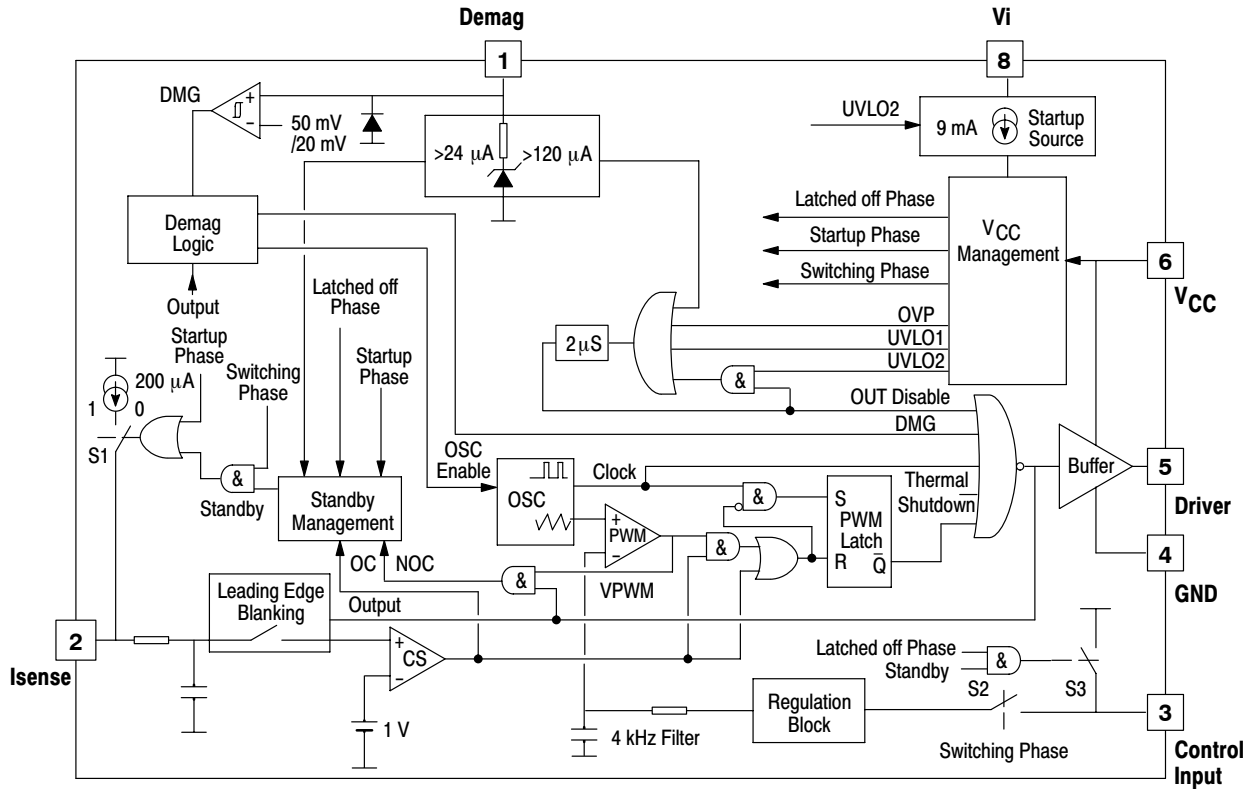 Demag
Vi
1
8
DMG
+
−
50 mV
/20 mV
UVLO2
9 mA
Startup
Source
>24 μA
>120 μA
Latched off Phase
Startup Phase
Switching Phase
VCC
Management
Demag
Logic
6
VCC
Output
Latched off
Phase
Startup
Phase
Switching
Phase
Startup
Phase
OVP
UVLO1
UVLO2
2 μS
&
OUT Disable
DMG
200 μA
1
0
S1
&
Standby
Standby
Management
OSC
Enable
OSC
Clock
&
S
PWM
Latch
R
Q̅
Thermal
Shutdown
Buffer
5
Driver
+
PWM
−
&
OC
NOC
&
VPWM
4
GND
Leading Edge
Blanking
Output
2
Isense
+
CS
−
1 V
Latched off Phase
Standby
&
S2
S3
Regulation
Block
4 kHz Filter
Switching Phase
3
Control
Input